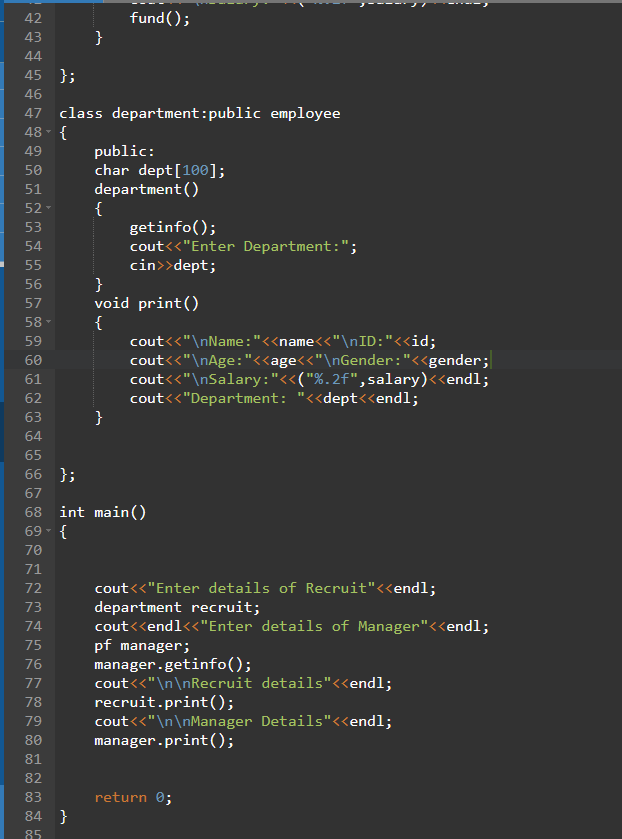 42 fund();
43 }
44
45 };
46
47 class department:public employee
48 {
49 public:
50 char dept[100];
51 department()
52 {
53 getinfo();
54 cout<<"Enter Department:";
55 cin>>dept;
56 }
57 void print()
58 {
59 cout<<"\nName:"<<name<<"\nID:"<<id;
60 cout<<"\nAge:"<<age<<"\nGender:"<<gender;
61 cout<<"\nSalary:"<<("%.2f",salary)<<endl;
62 cout<<"Department: "<<dept<<endl;
63 }
64
65
66 };
67
68 int main()
69 {
70
71
72 cout<<"Enter details of Recruit"<<endl;
73 department recruit;
74 cout<<endl<<"Enter details of Manager"<<endl;
75 pf manager;
76 manager.getinfo();
77 cout<<"\n\nRecruit details"<<endl;
78 recruit.print();
79 cout<<"\n\nManager Details"<<endl;
80 manager.print();
81
82
83 return 0;
84 }
85